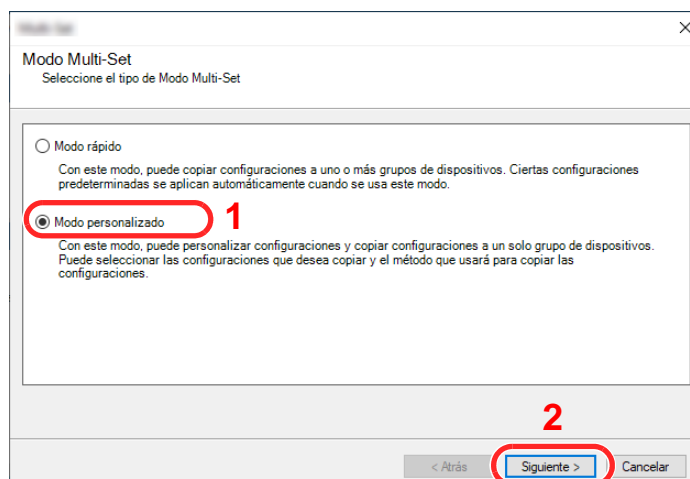 Modo Multi-Set
Seleccione el tipo de Modo Multi-Set
Modo rápido
Con este modo, puede copiar configuraciones a uno o más grupos de dispositivos. Ciertas configuraciones
predeterminadas se aplican automáticamente cuando se usa este modo.
Modo personalizado
1
Con este modo, puede personalizar configuraciones y copiar configuraciones a un solo grupo de dispositivos.
Puede seleccionar las configuraciones que desea copiar y el método que usará para copiar las
configuraciones.
2
< Atrás
Siguiente >
Cancelar